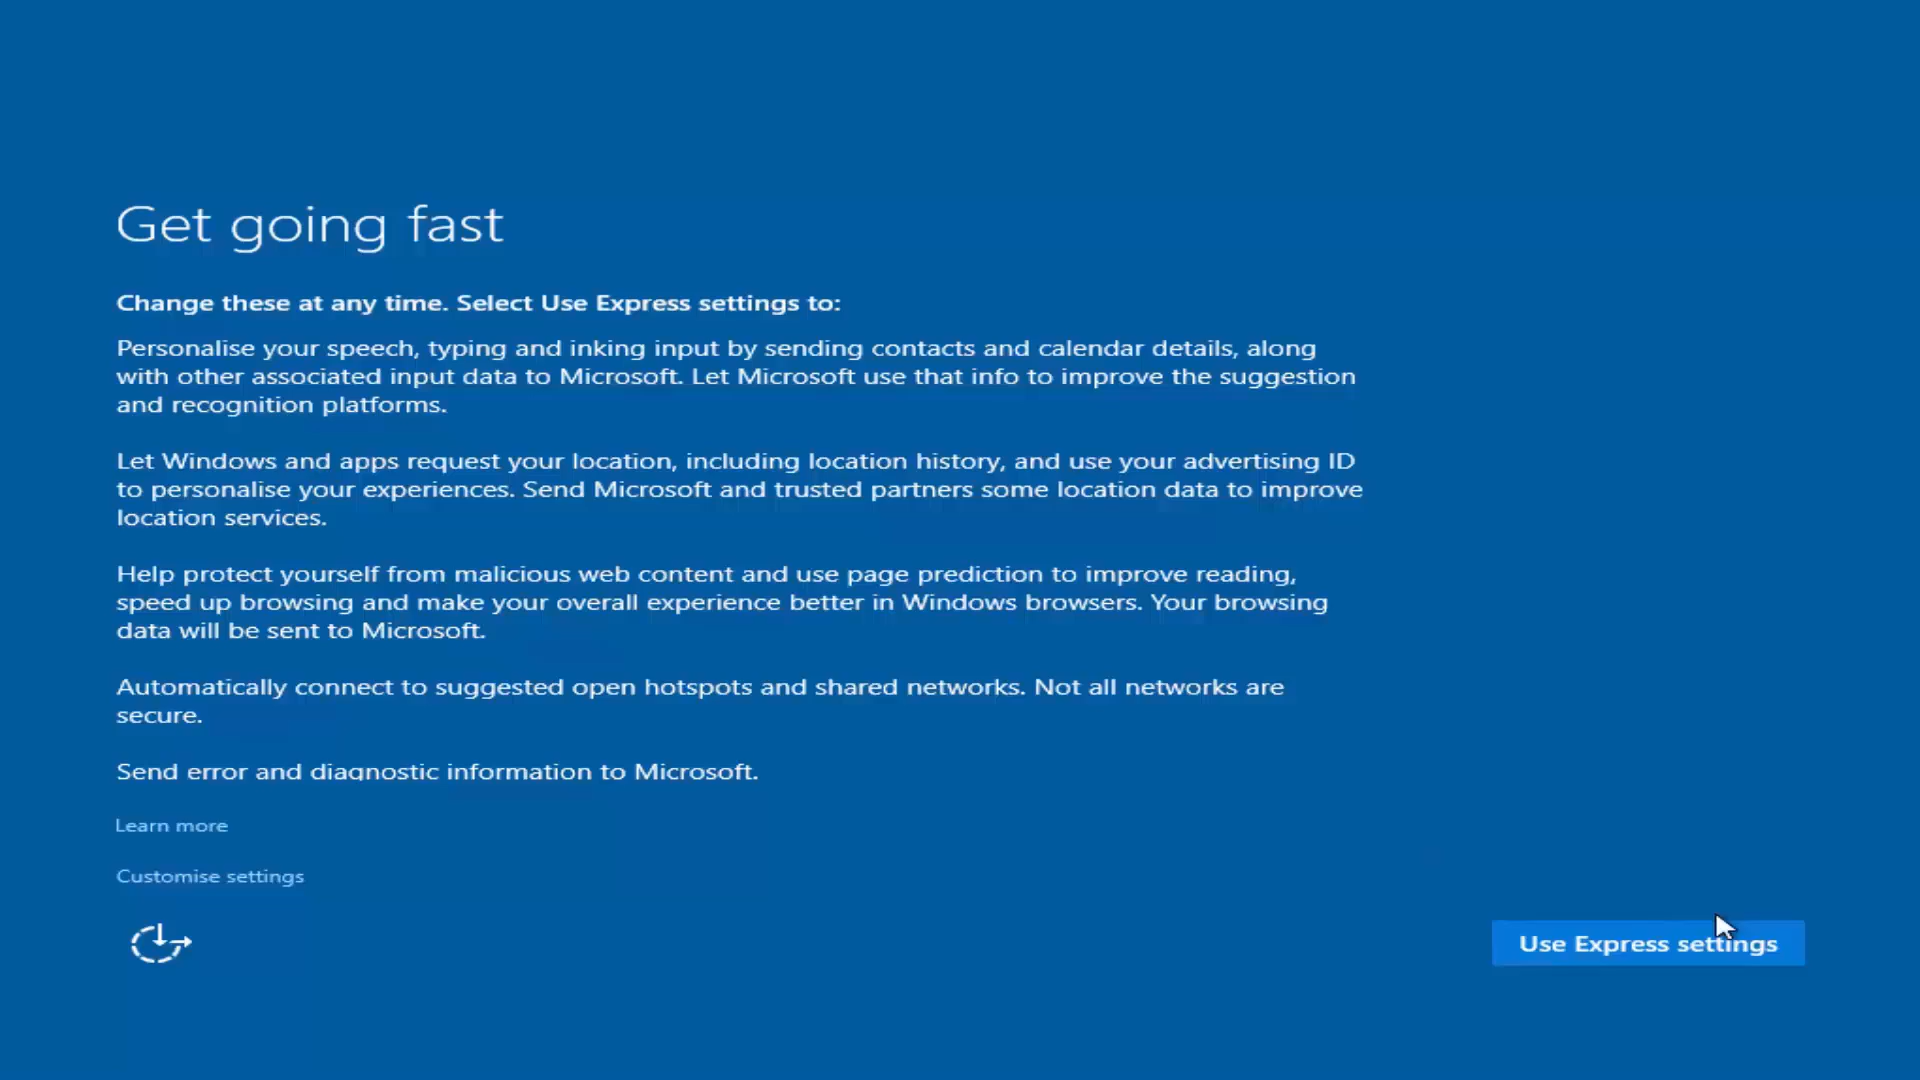 Get going fast
Change these at any time. Select Use Express settings to:
Personalise your speech, typing and inking input by sending contacts and calendar details, along
with other associated input data to Microsoft. Let Microsoft use that info to improve the suggestion
and recognition platforms.
Let Windows and apps request your location, including location history, and use your advertising ID
to personalise your experiences. Send Microsoft and trusted partners some location data to improve
location services.
Help protect yourself from malicious web content and use page prediction to improve reading,
speed up browsing and make your overall experience better in Windows browsers. Your browsing
data will be sent to Microsoft.
Automatically connect to suggested open hotspots and shared networks. Not all networks are
secure.
Send error and diagnostic information to Microsoft.
Learn more
Customise settings
Use Express settings